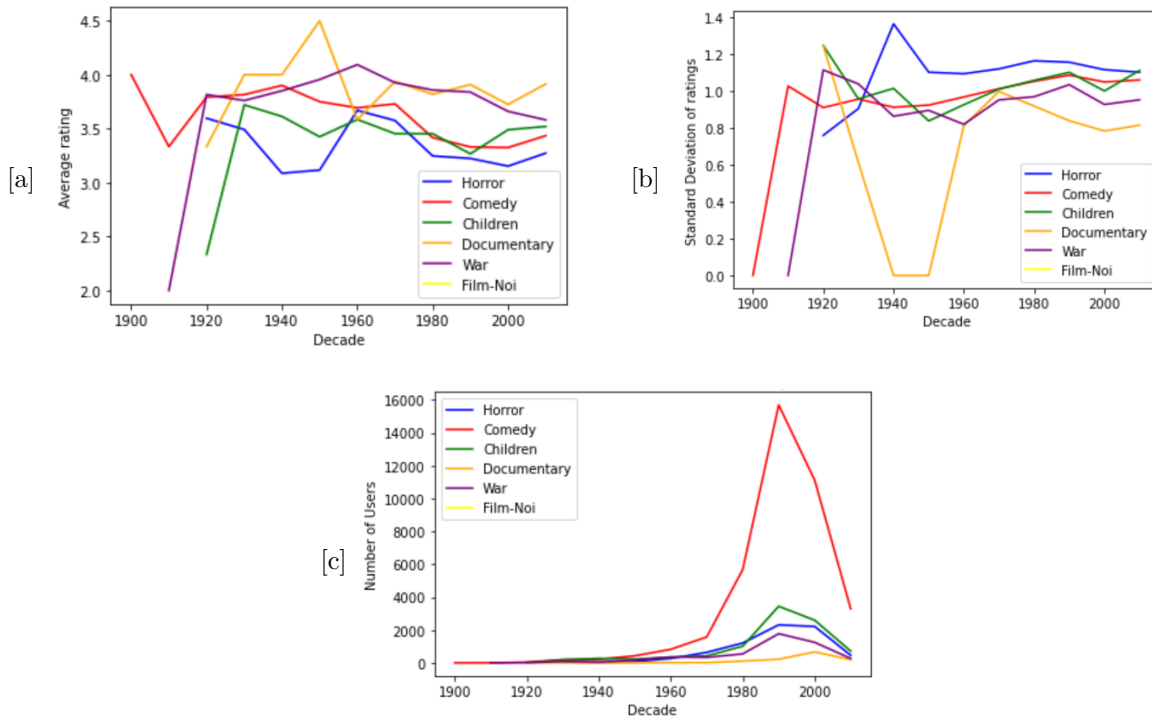 [a]
Average rating
4.5
4.0
3.5
3.0
2.5
2.0
Horror
Comedy
Children
Documentary
War
Film-Noi
1900 1920 1940 1960 1980 2000
Decade
[b]
Standard Deviation of ratings
1.4
1.2
1.0
0.8
0.6
0.4
0.2
0.0
Horror
Comedy
Children
Documentary
War
Film-Noi
1900 1920 1940 1960 1980 2000
Decade
[c]
Number of Users
16000
14000
12000
10000
8000
6000
4000
2000
0
Horror
Comedy
Children
Documentary
War
Film-Noi
1900 1920 1940 1960 1980 2000
Decade